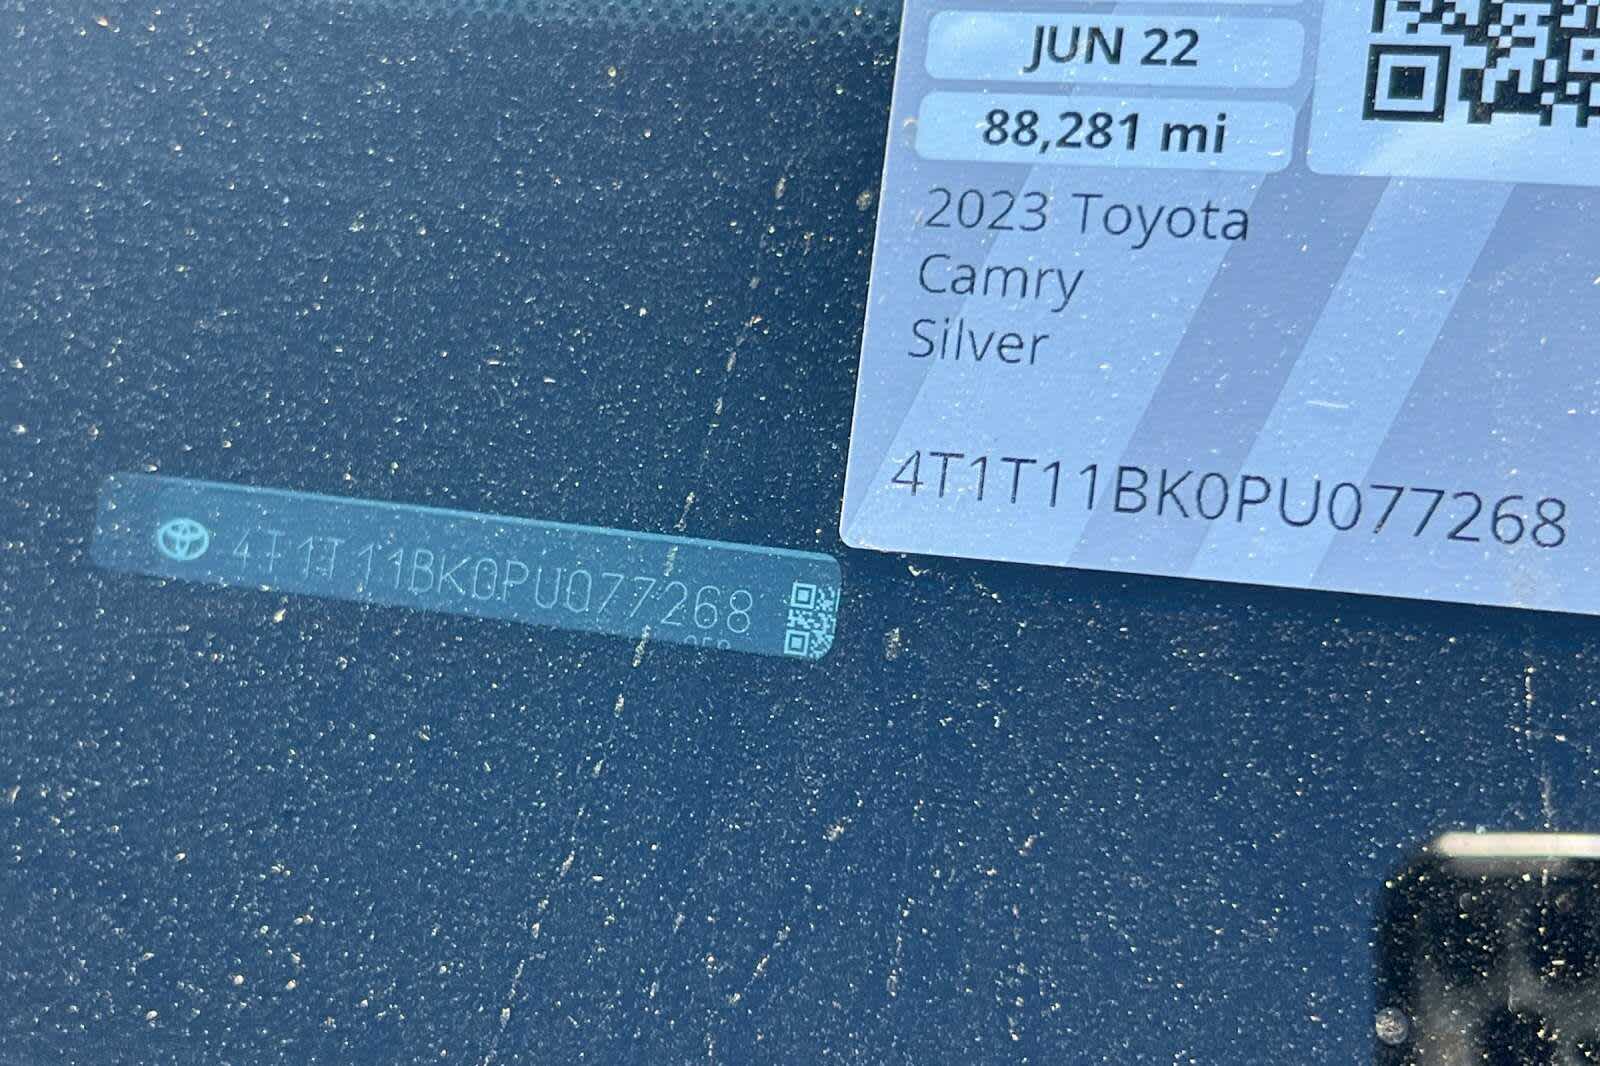 JUN 22
88,281 mi
2023 Toyota
Camry
Silver
4T1T11BK0PU077268
4T1T11BK0PU077268